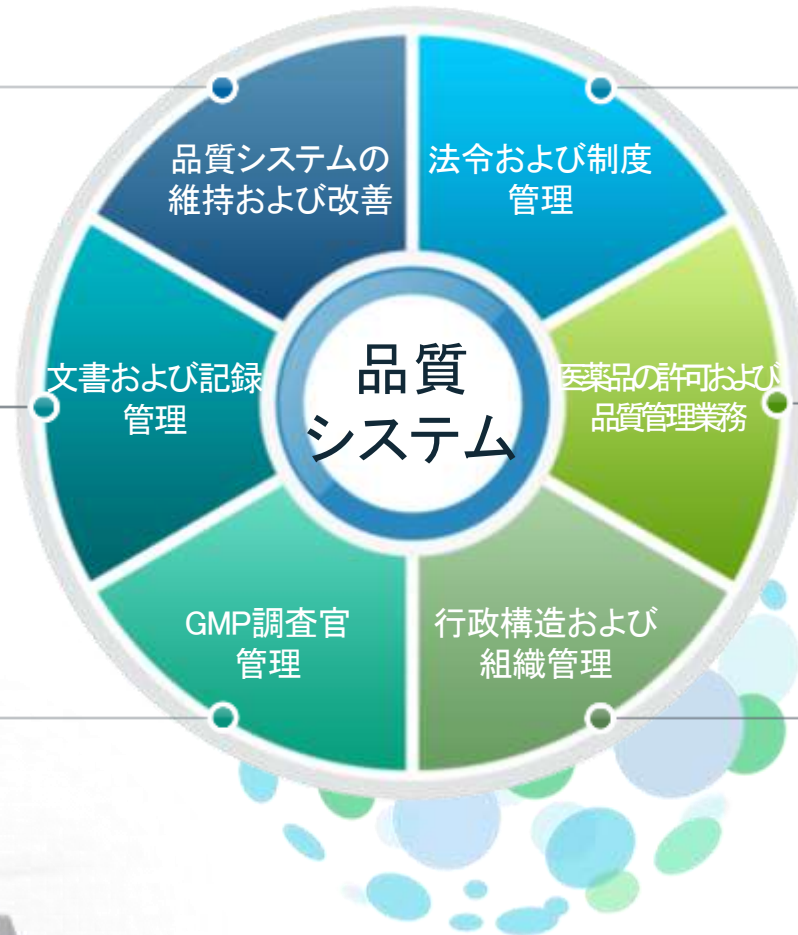 品質システムの
維持および改善
法令および制度
管理
文書および記録
管理
品質
システム
医薬品の許可および
品質管理業務
GMP調査官
管理
行政構造および
組織管理